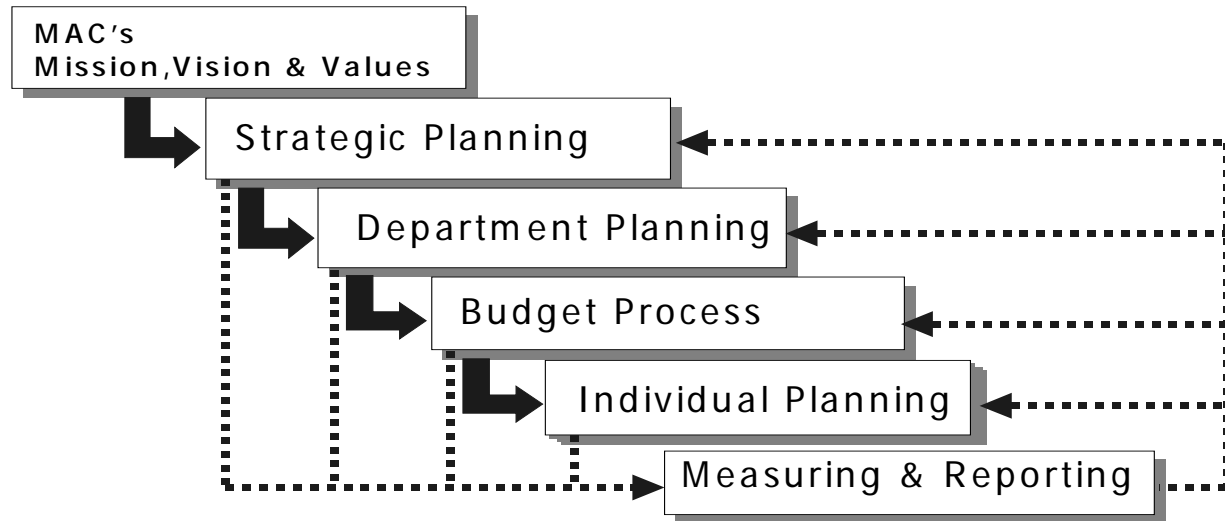 MAC's
Mission,Vision & Values
Strategic Planning
Department Planning
Budget Process
Individual Planning
Measuring & Reporting